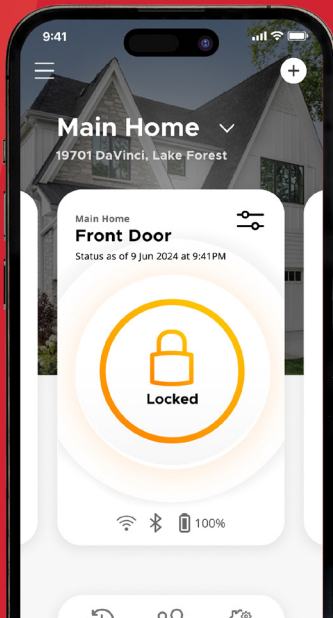 9:41
Main Home
19701 DaVinci, Lake Forest
Main Home
Front Door
Status as of 9 Jun 2024 at 9:41PM
Locked
100%